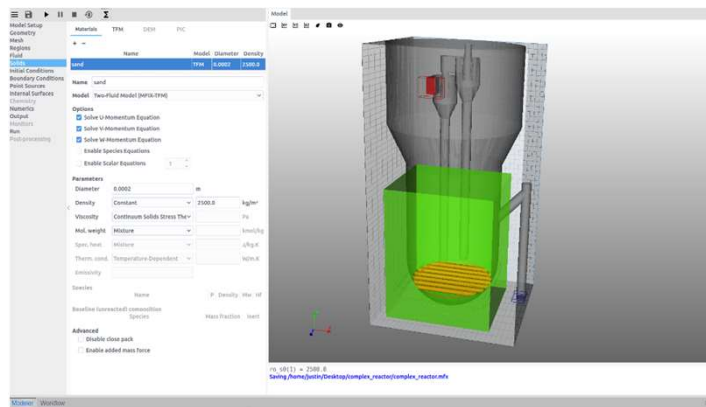 Model Setup
Geometry
Mesh
Regions
Fluid
Solids
Initial Conditions
Boundary Conditions
Point Sources
Internal Surfaces
Chemistry
Numerics
Output
Monitors
Run
Post-processing
Materials TFM DEM PIC
+ −
Name Model Diameter Density
sand TFM 0.0002 2500.0
Name sand
Model Two-Fluid Model (MFiX-TFM)
Options
Solve U-Momentum Equation
Solve V-Momentum Equation
Solve W-Momentum Equation
Enable Species Equations
Enable Scalar Equations 1
Parameters
Diameter 0.0002 m
Density Constant 2500.0 kg/m³
Viscosity Continuum Solids Stress The Pa
Mol. weight Mixture kmol/kg
Spec. heat Mixture J/kg.K
Therm. cond. Temperature-Dependent W/m.K
Emissivity
Species
Name P Density Mw Hf
Baseline (unreacted) composition
Species Mass fraction Inert
Advanced
Disable close pack
Enable added mass force
Model
ro_s0(1) = 2500.0
Saving /home/justin/Desktop/complex_reactor/complex_reactor.mfx
Modeler Workflow